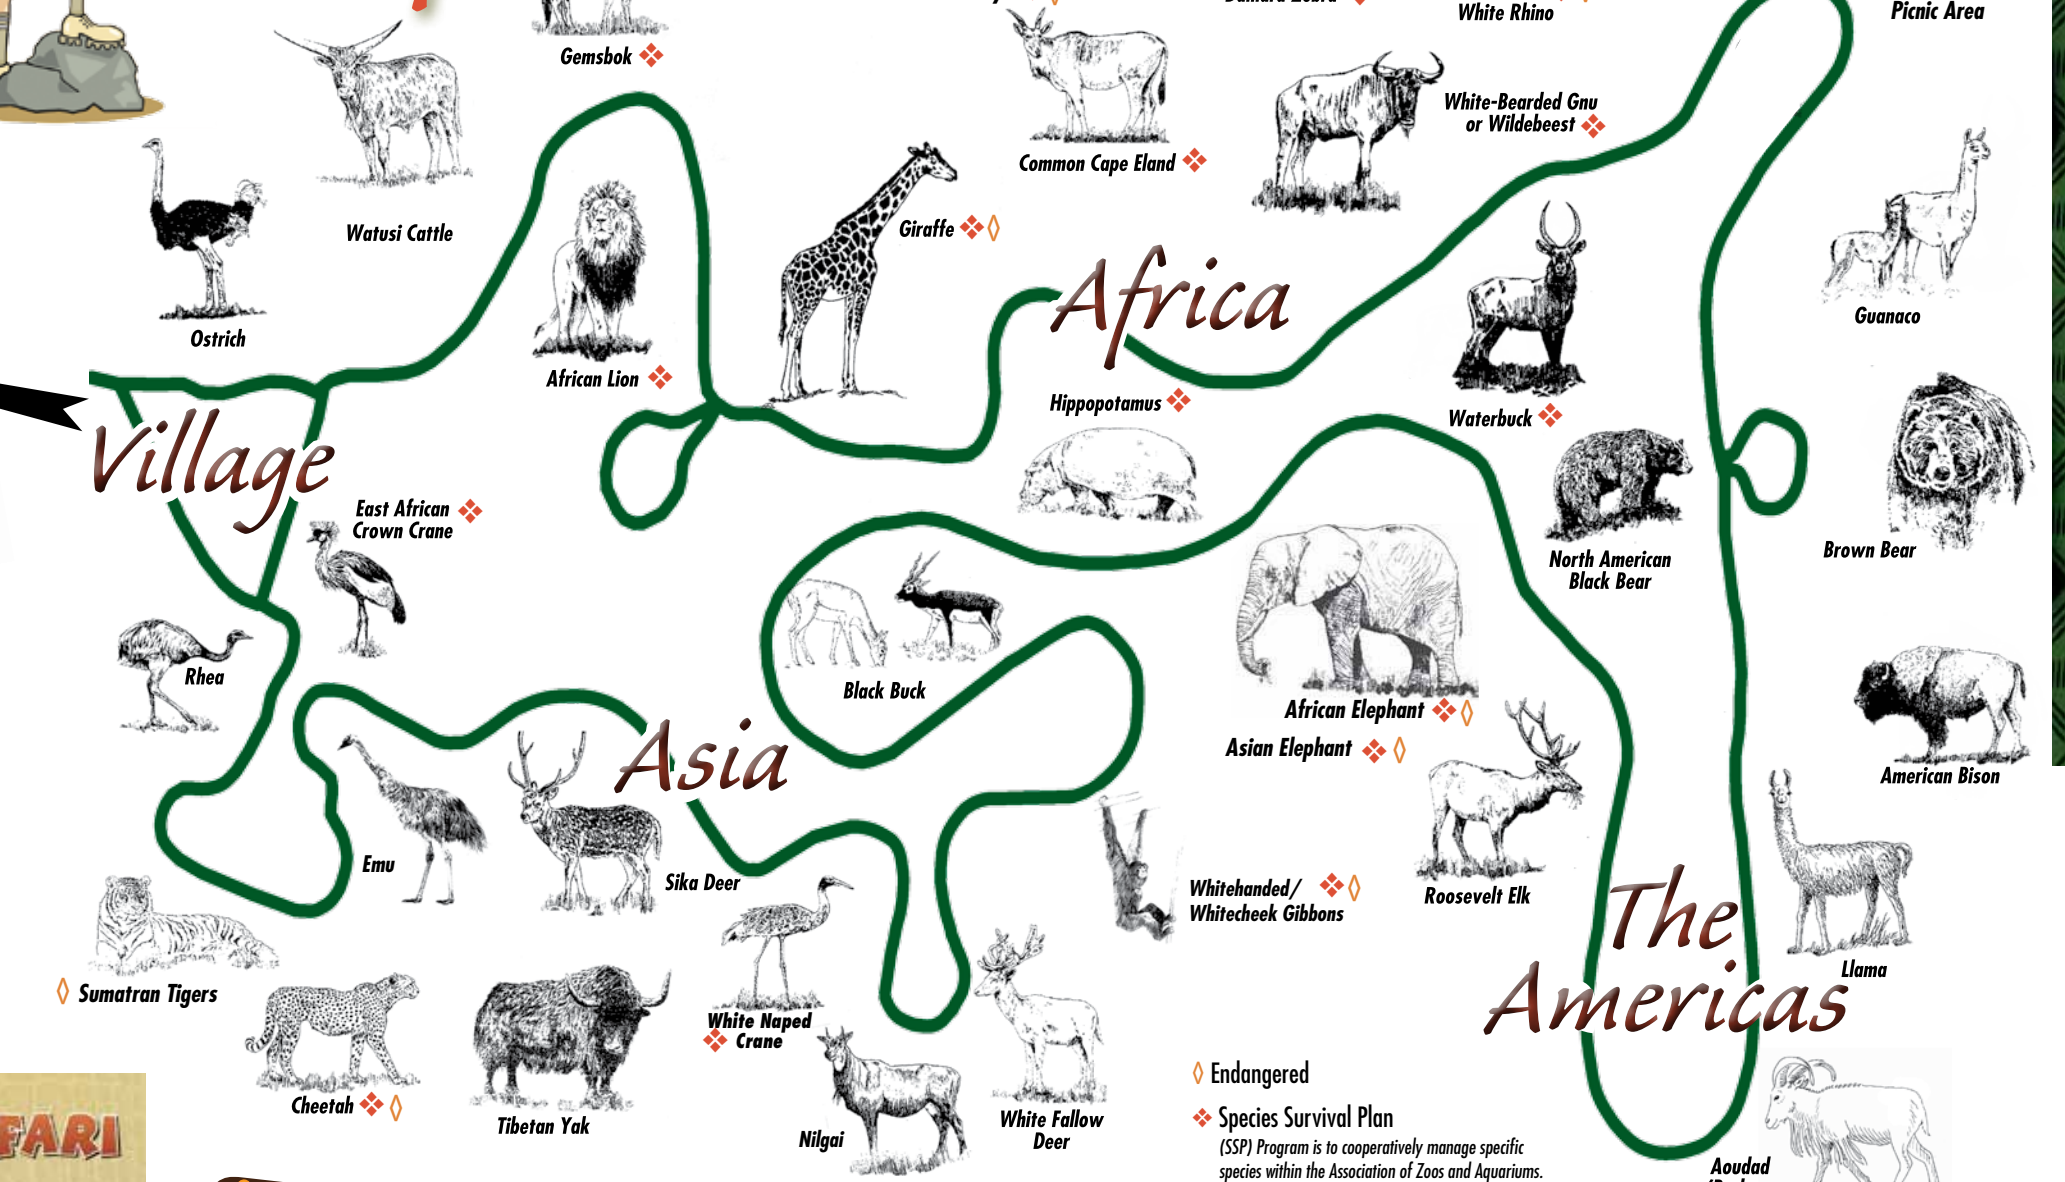 White Rhino
Picnic Area
Gemsbok
White-Bearded Gnu
or Wildebeest
Common Cape Eland
Watusi Cattle
Giraffe
Africa
Ostrich
Guanaco
African Lion
Hippopotamus
Waterbuck
Village
East African
Crown Crane
North American
Black Bear
Brown Bear
Rhea
Black Buck
African Elephant
Asian Elephant
Asia
American Bison
Emu
Sika Deer
Whitehanded/
Whitecheek Gibbons
Roosevelt Elk
The
Americas
Llama
Sumatran Tigers
White Naped
Crane
Cheetah
Tibetan Yak
Nilgai
White Fallow
Deer
Endangered
Species Survival Plan
(SSP) Program is to cooperatively manage specific
species within the Association of Zoos and Aquariums.
FARI
Aoudad